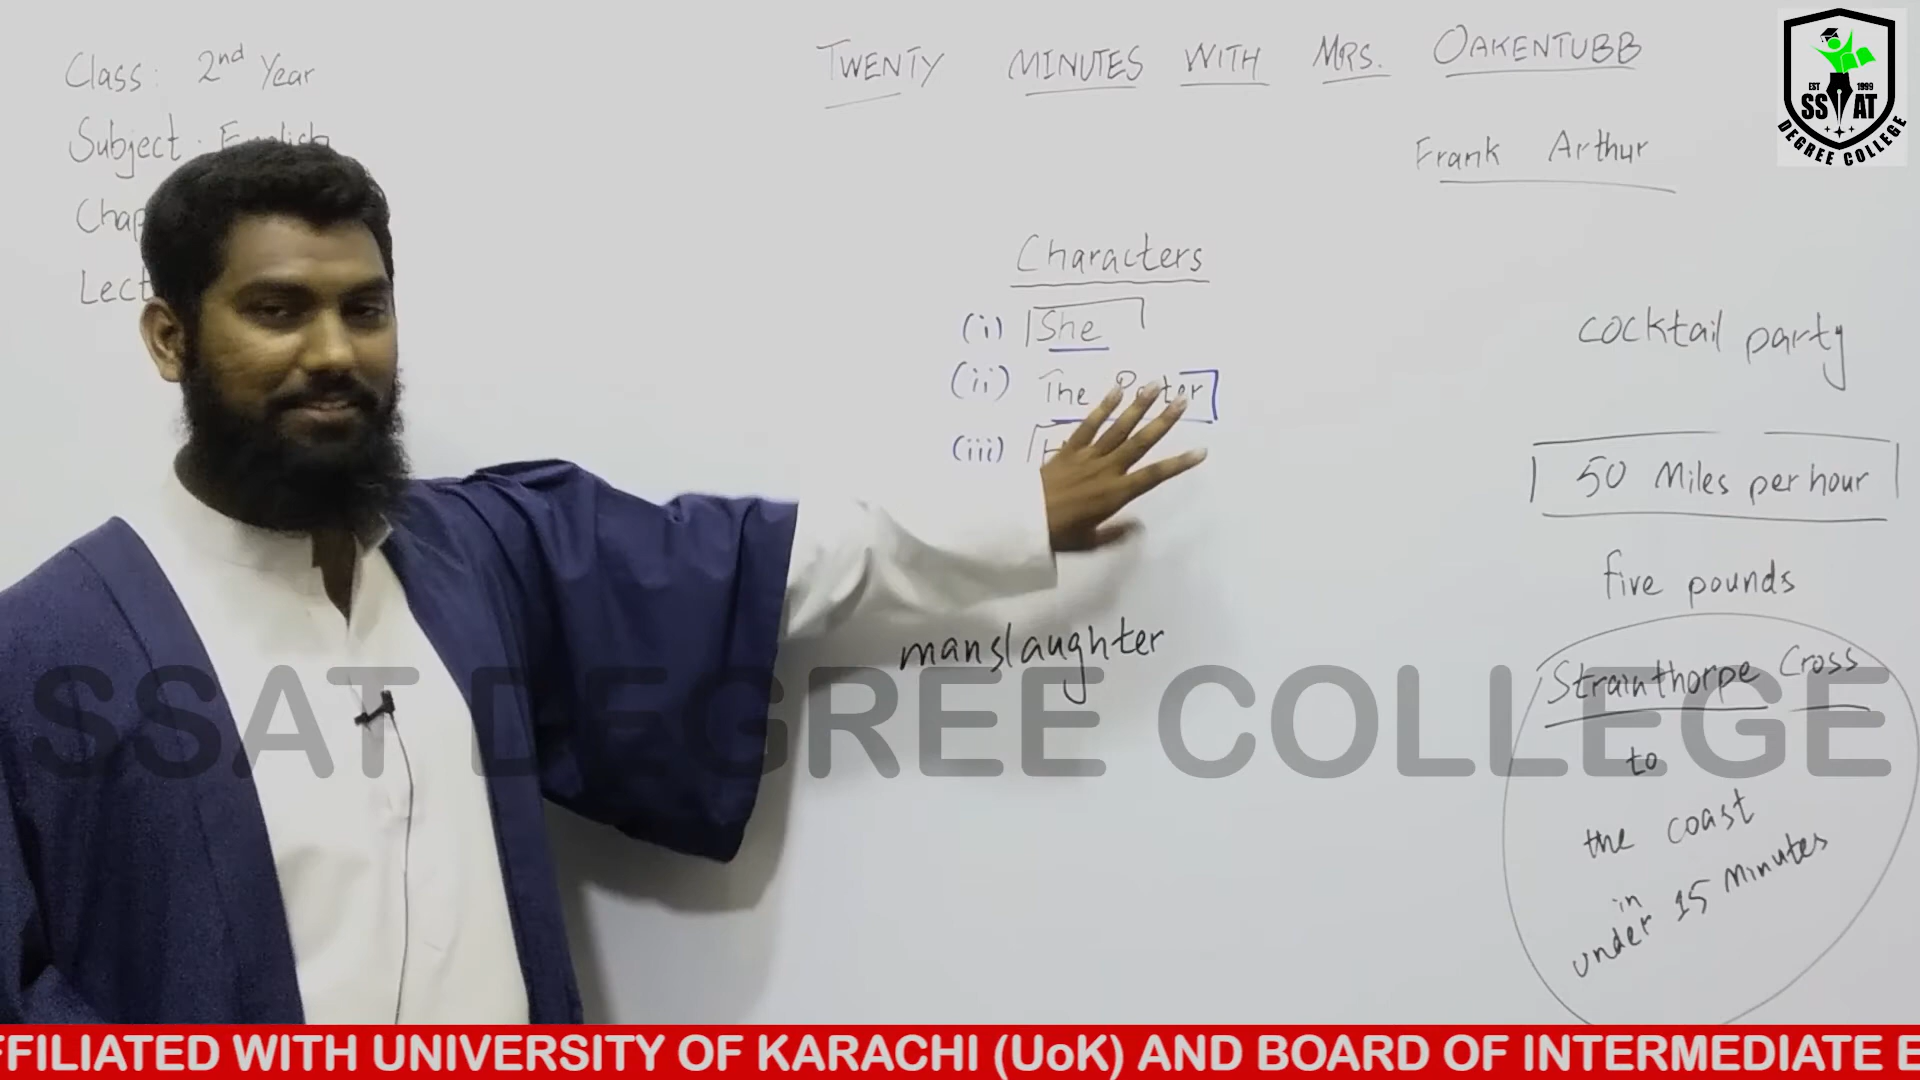 Class: 2nd Year
Subject: English
TWENTY MINUTES WITH MRS. OAKENTUBB
Frank Arthur
Characters
(i) She
(ii) The Porter
(iii)
manslaughter
cocktail party
50 Miles per hour
five pounds
Strainthorpe Cross
to
the coast
in
under 15 Minutes
EST 1999
SSAT
DEGREE COLLEGE
SSAT DEGREE COLLEGE
FFILIATED WITH UNIVERSITY OF KARACHI (UoK) AND BOARD OF INTERMEDIATE E